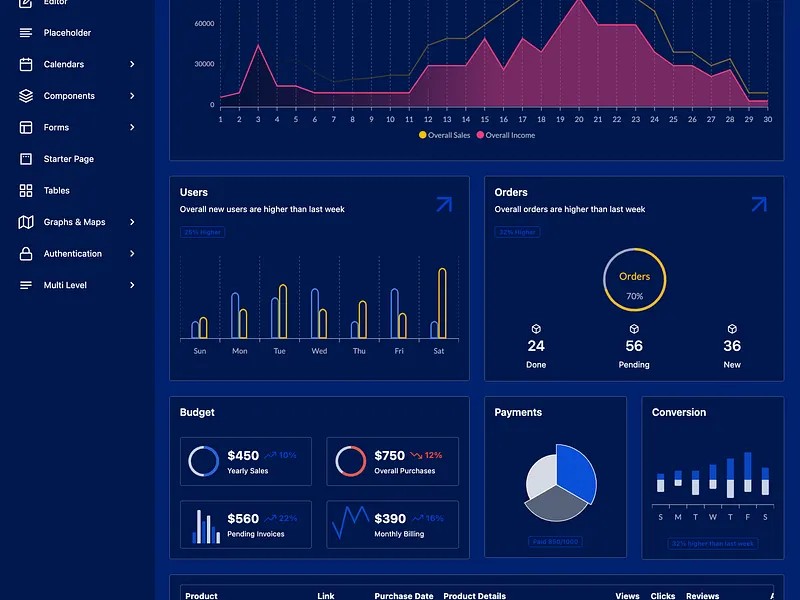 Editor
Placeholder
Calendars
Components
Forms
Starter Page
Tables
Graphs & Maps
Authentication
Multi Level
60000
30000
0
1 2 3 4 5 6 7 8 9 10 11 12 13 14 15 16 17 18 19 20 21 22 23 24 25 26 27 28 29 30
Overall Sales Overall Income
Users
Overall new users are higher than last week
25% Higher
Sun Mon Tue Wed Thu Fri Sat
Orders
Overall orders are higher than last week
32% Higher
Orders
70%
24 56 36
Done Pending New
Budget
$450 10%
Yearly Sales
$750 12%
Overall Purchases
$560 22%
Pending Invoices
$390 16%
Monthly Billing
Payments
Paid 859/1000
Conversion
S M T W T F S
32% Higher than last week
Product Link Purchase Date Product Details Views Clicks Reviews